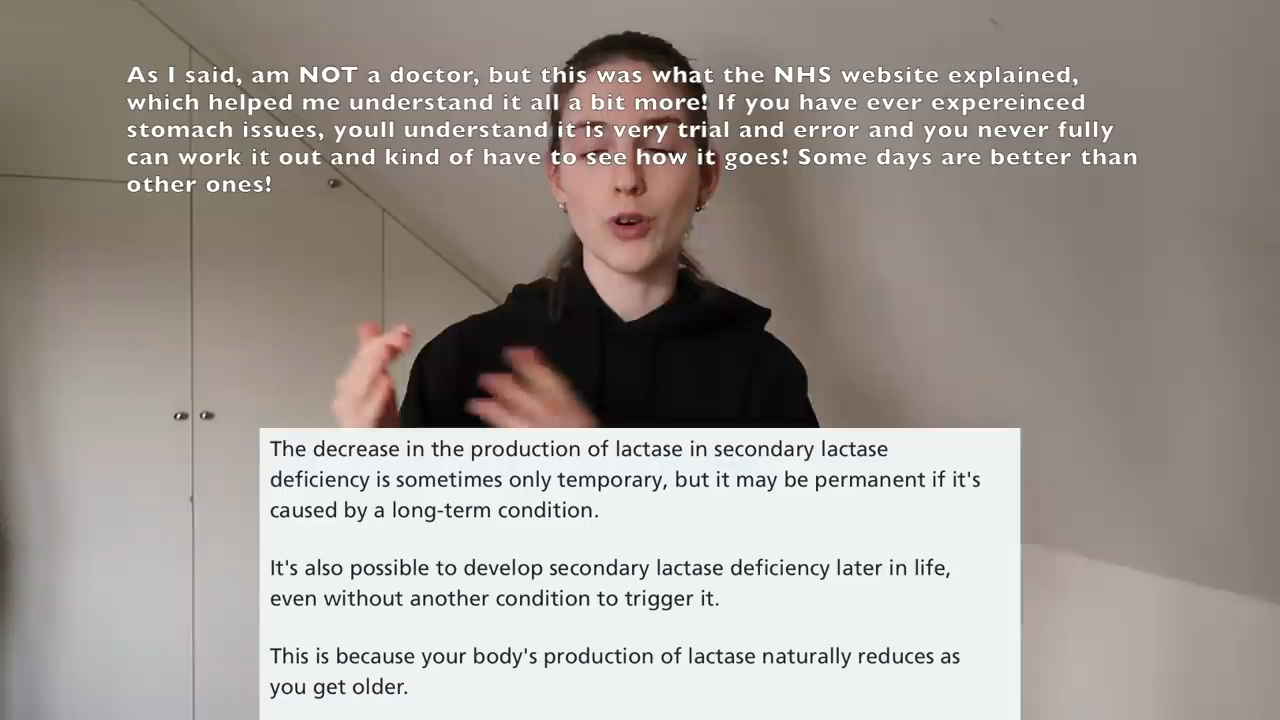 As I said, am NOT a doctor, but this was what the NHS website explained,
which helped me understand it all a bit more! If you have ever expereinced
stomach issues, youll understand it is very trial and error and you never fully
can work it out and kind of have to see how it goes! Some days are better than
other ones!
The decrease in the production of lactase in secondary lactase
deficiency is sometimes only temporary, but it may be permanent if it's
caused by a long-term condition.
It's also possible to develop secondary lactase deficiency later in life,
even without another condition to trigger it.
This is because your body's production of lactase naturally reduces as
you get older.